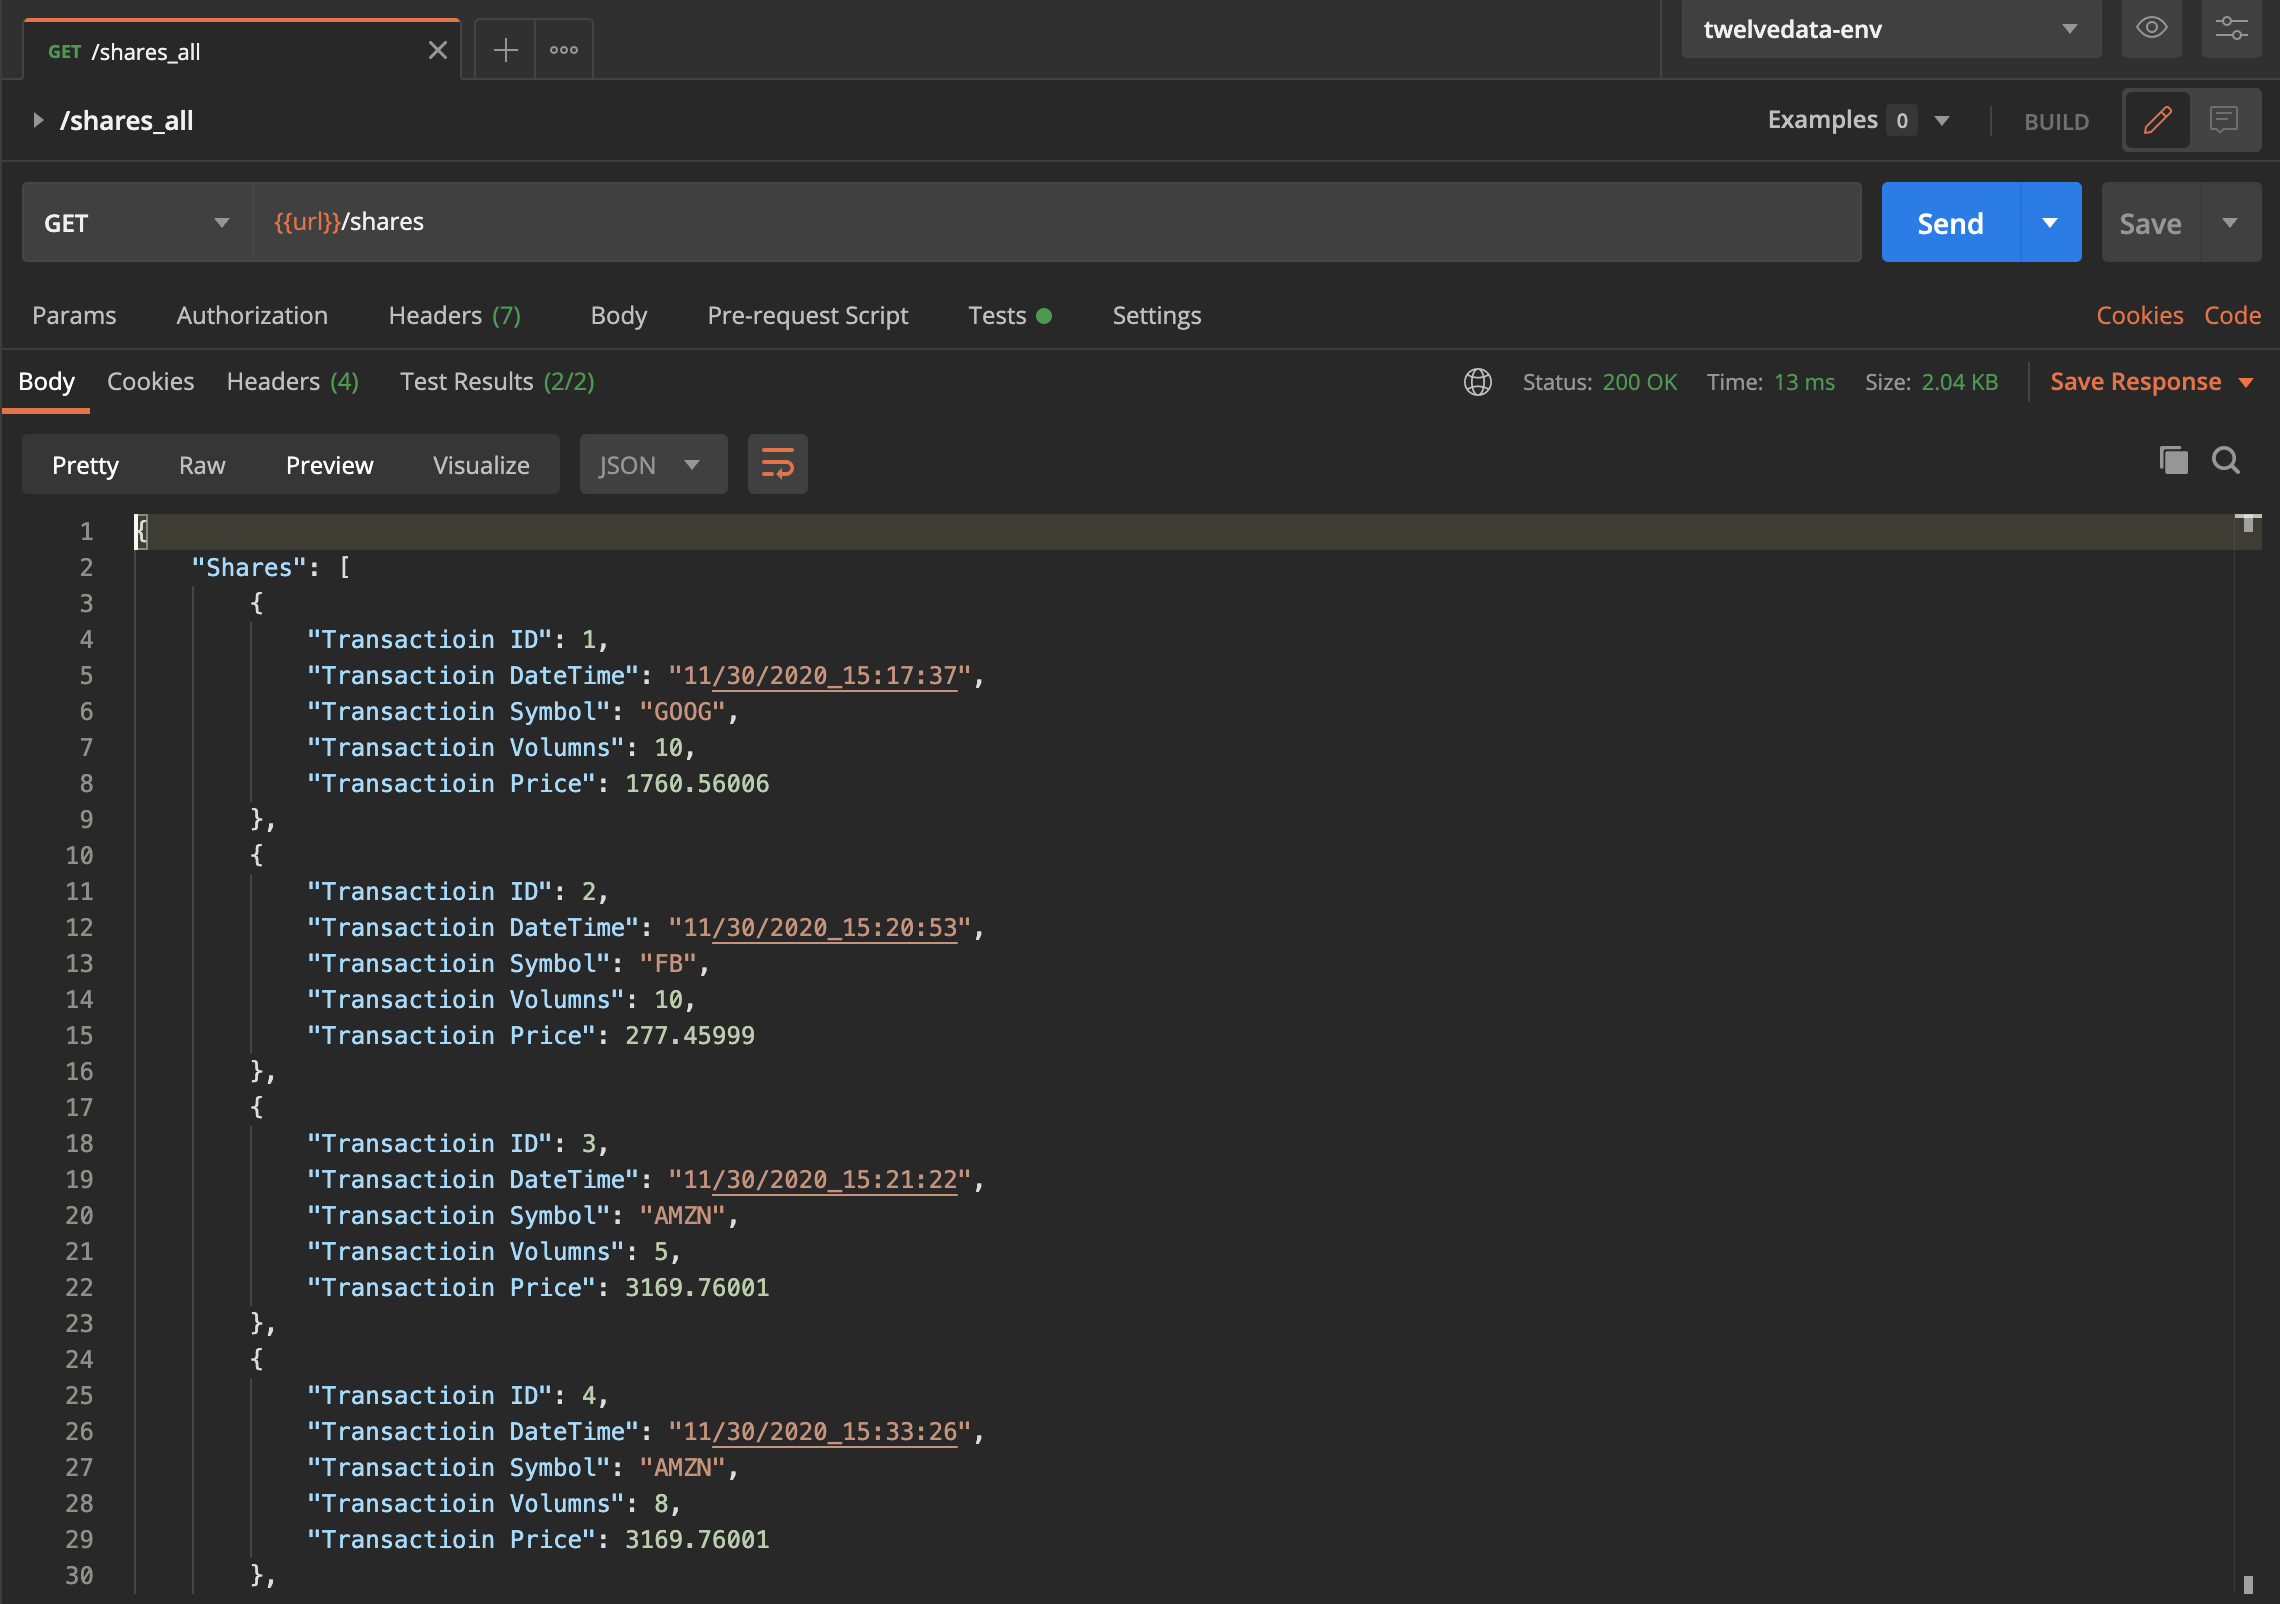 GET /shares_all
twelvedata-env
/shares_all
Examples 0 BUILD
GET {{url}}/shares Send Save
Params Authorization Headers (7) Body Pre-request Script Tests Settings Cookies Code
Body Cookies Headers (4) Test Results (2/2) Status: 200 OK Time: 13 ms Size: 2.04 KB Save Response
Pretty Raw Preview Visualize JSON
1 {
2 "Shares": [
3 {
4 "Transactioin ID": 1,
5 "Transactioin DateTime": "11/30/2020_15:17:37",
6 "Transactioin Symbol": "GOOG",
7 "Transactioin Volumns": 10,
8 "Transactioin Price": 1760.56006
9 },
10 {
11 "Transactioin ID": 2,
12 "Transactioin DateTime": "11/30/2020_15:20:53",
13 "Transactioin Symbol": "FB",
14 "Transactioin Volumns": 10,
15 "Transactioin Price": 277.45999
16 },
17 {
18 "Transactioin ID": 3,
19 "Transactioin DateTime": "11/30/2020_15:21:22",
20 "Transactioin Symbol": "AMZN",
21 "Transactioin Volumns": 5,
22 "Transactioin Price": 3169.76001
23 },
24 {
25 "Transactioin ID": 4,
26 "Transactioin DateTime": "11/30/2020_15:33:26",
27 "Transactioin Symbol": "AMZN",
28 "Transactioin Volumns": 8,
29 "Transactioin Price": 3169.76001
30 },